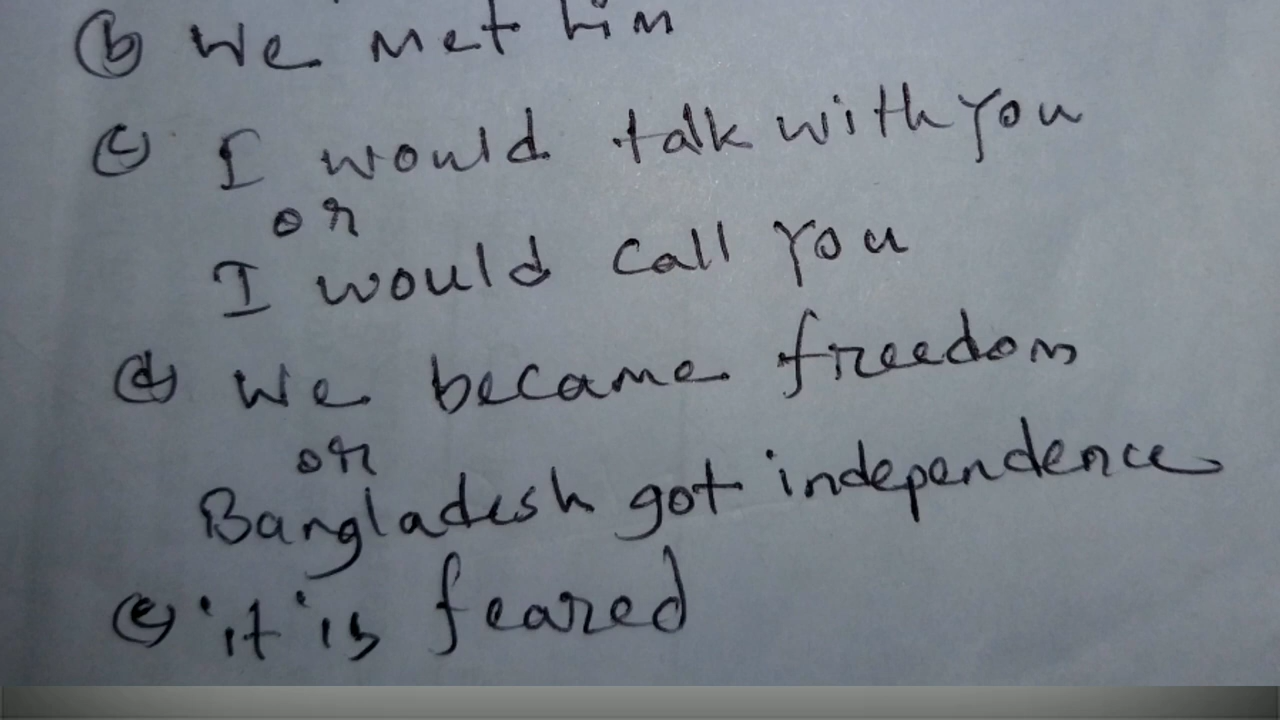 (b) We met him
(c) I would talk with you
or
I would call you
(d) We became freedom
or
Bangladesh got independence
(e) it is feared